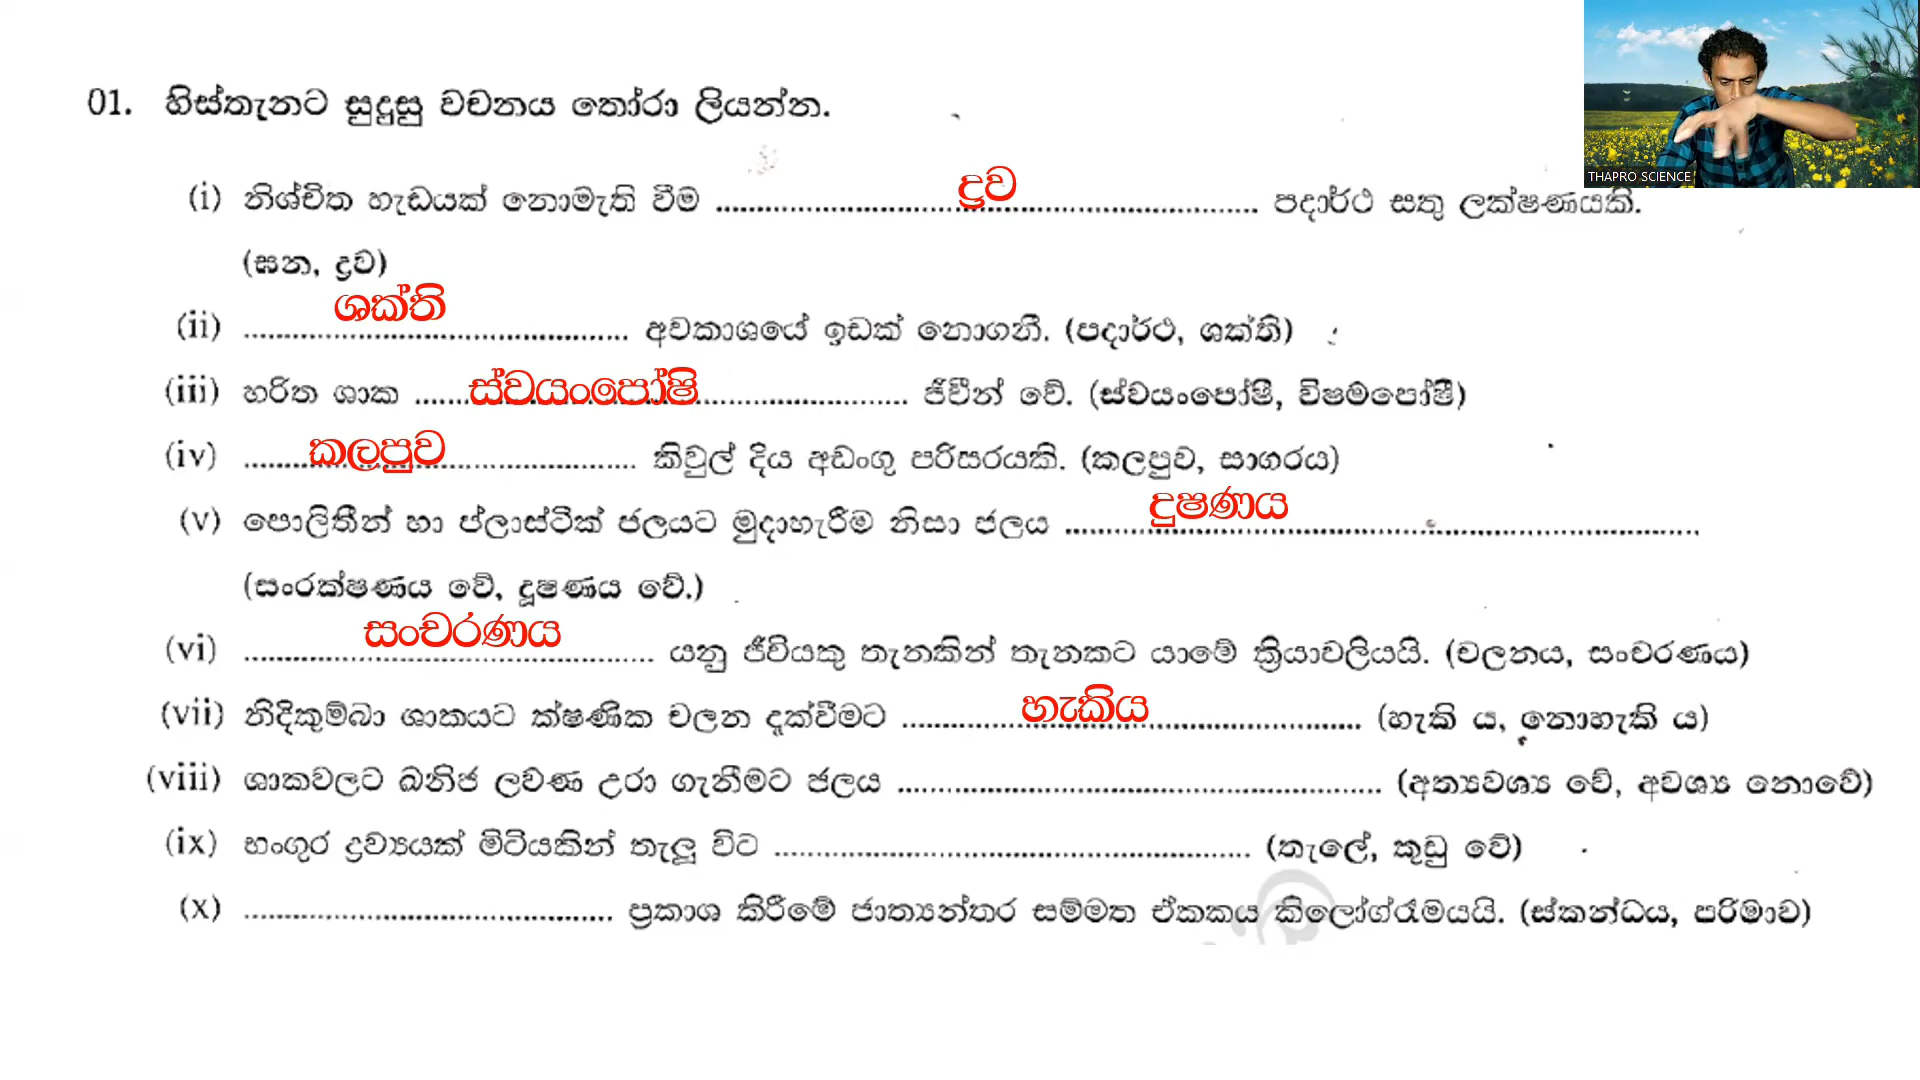 THAPRO SCIENCE
01. හිස්තැනට සුදුසු වචනය තෝරා ලියන්න.
(i) නිශ්චිත හැඩයක් නොමැති වීම ........ ද්‍රව ........ පදාර්ථ සතු ලක්ෂණයකි.
(ඝන, ද්‍රව)
(ii) ........ ශක්ති ........ අවකාශයේ ඉඩක් නොගනී. (පදාර්ථ, ශක්ති)
(iii) හරිත ශාක ........ ස්වයංපෝෂි ........ ජීවීන් වේ. (ස්වයංපෝෂී, විෂමපෝෂී)
(iv) ........ කලපුව ........ කිවුල් දිය අඩංගු පරිසරයකි. (කලපුව, සාගරය)
(v) පොලිතීන් හා ප්ලාස්ටික් ජලයට මුදාහැරීම නිසා ජලය ........ දුෂණය ........
(සංරක්ෂණය වේ, දූෂණය වේ.)
(vi) ........ සංචරණය ........ යනු ජීවියකු තැනකින් තැනකට යාමේ ක්‍රියාවලියයි. (චලනය, සංචරණය)
(vii) නිදිකුම්බා ශාකයට ක්ෂණික චලන දැක්වීමට ........ හැකිය ........ (හැකි ය, නොහැකි ය)
(viii) ශාකවලට ඛනිජ ලවණ උරා ගැනීමට ජලය ........ (අත්‍යවශ්‍ය වේ, අවශ්‍ය නොවේ)
(ix) භංගුර ද්‍රව්‍යයක් මිටියකින් තැලූ විට ........ (තැලේ, කුඩු වේ)
(x) ........ ප්‍රකාශ කිරීමේ ජාත්‍යන්තර සම්මත ඒකකය කිලෝග්රෑමයයි. (ස්කන්ධය, පරිමාව)